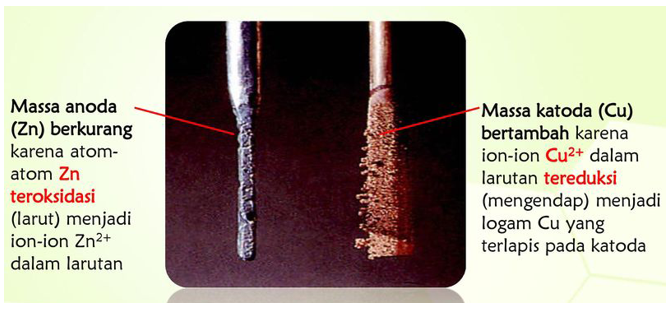 Massa anoda
(Zn) berkurang
karena atom-
atom Zn
teroksidasi
(larut) menjadi
ion-ion Zn²⁺
dalam larutan
Massa katoda (Cu)
bertambah karena
ion-ion Cu²⁺ dalam
larutan tereduksi
(mengendap) menjadi
logam Cu yang
terlapis pada katoda